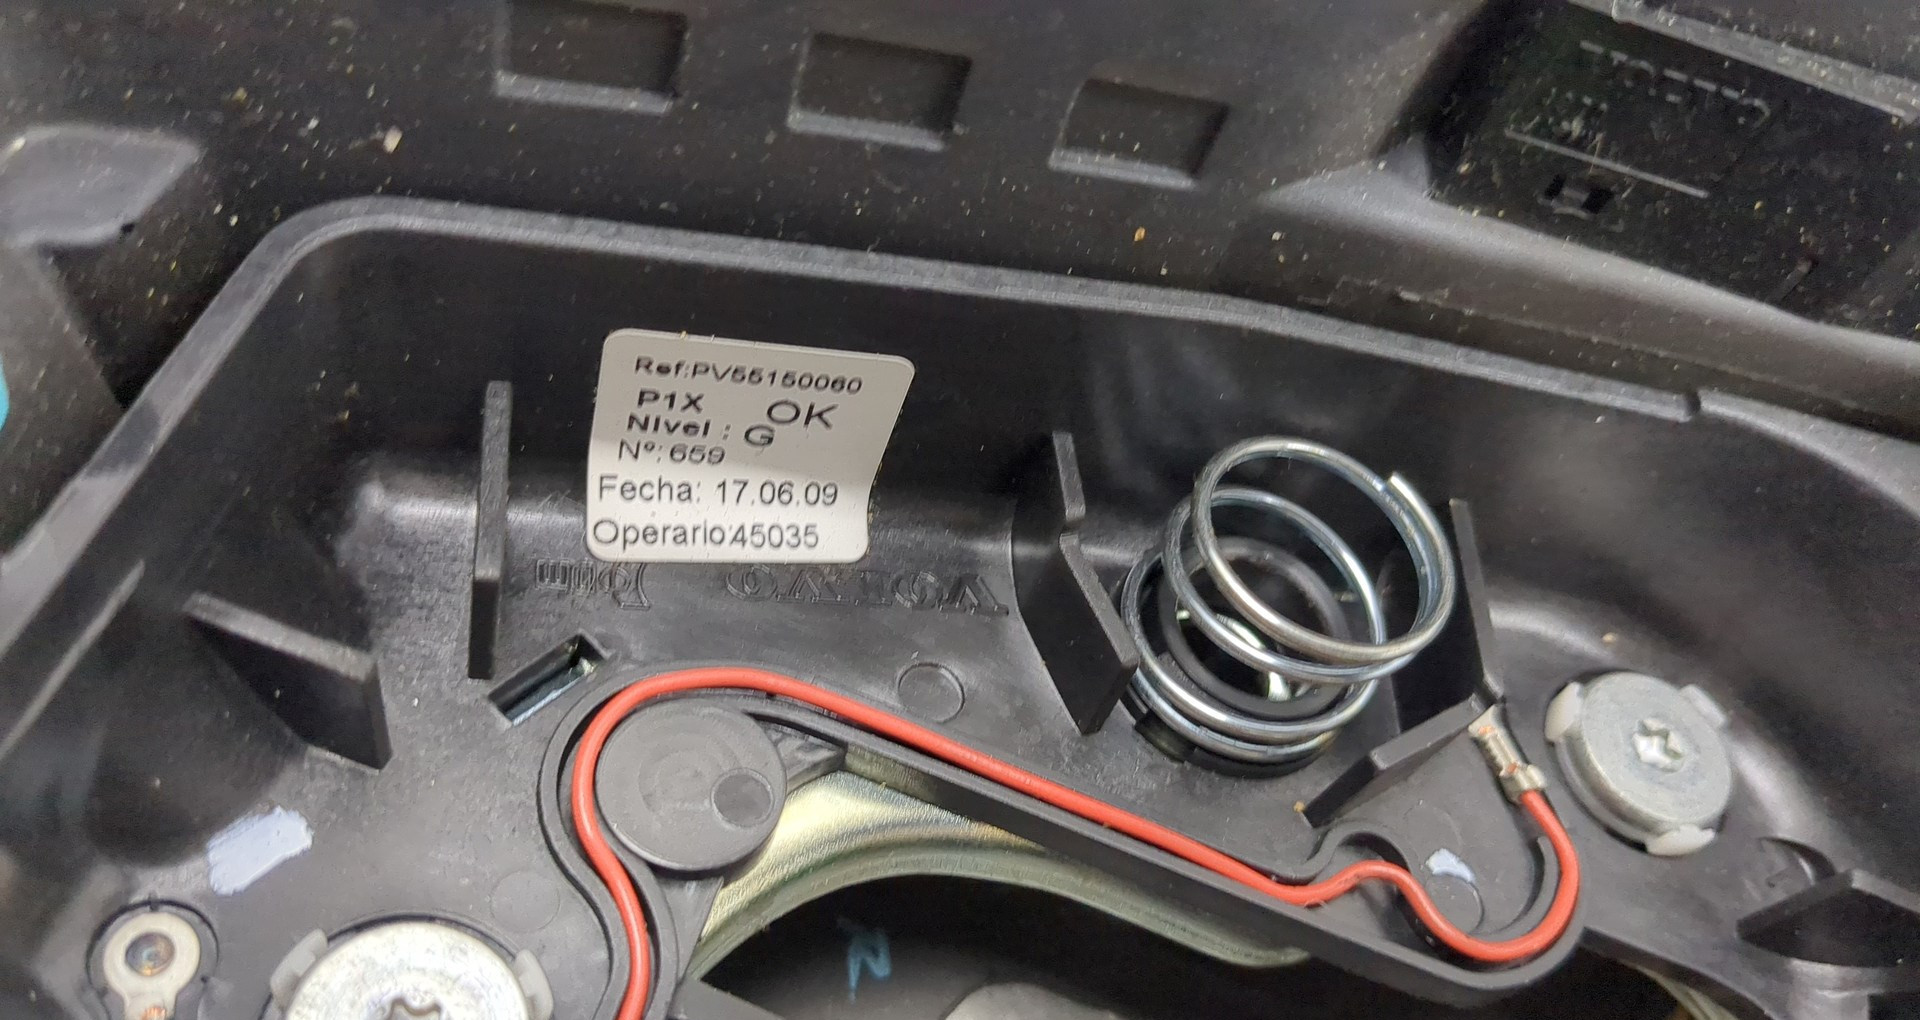 Ref:PV55150060
P1X OK
Nivel : G
Nº: 659
Fecha: 17.06.09
Operario:45035
VOLVO